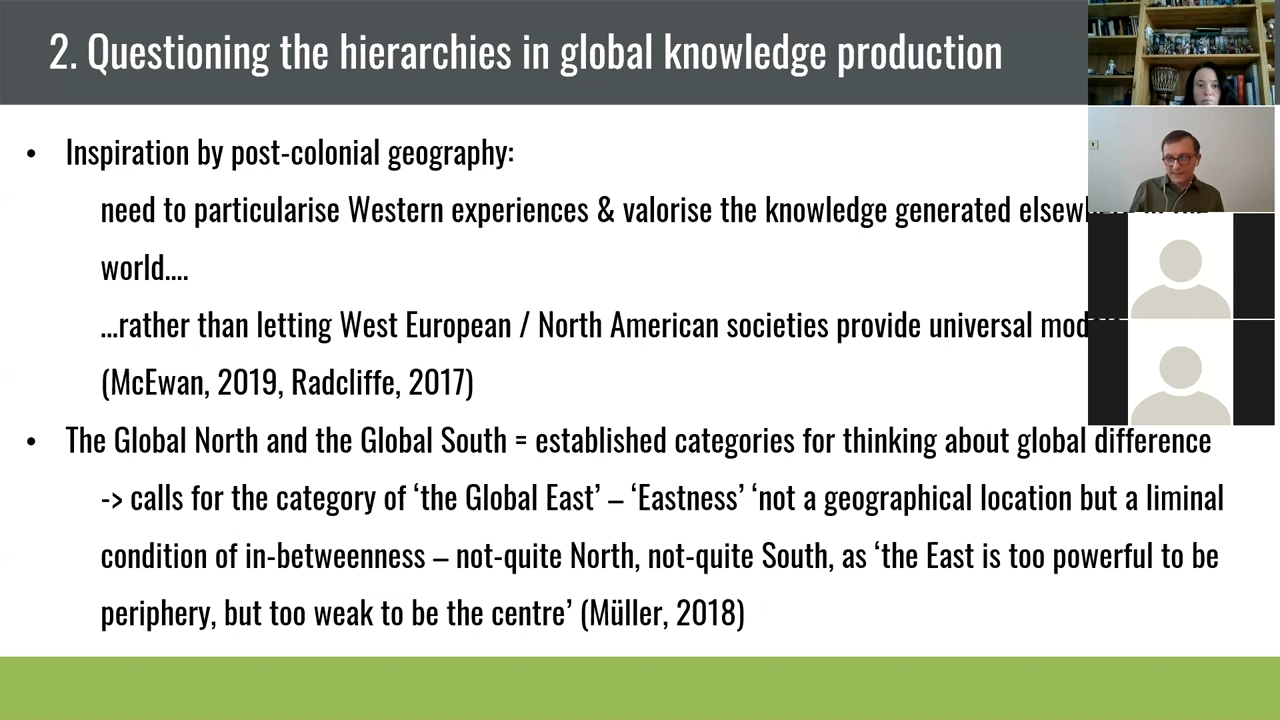 2. Questioning the hierarchies in global knowledge production
• Inspiration by post-colonial geography:
need to particularise Western experiences & valorise the knowledge generated
world....
...rather than letting West European / North American societies provide universal
(McEwan, 2019, Radcliffe, 2017)
• The Global North and the Global South = established categories for thinking about global difference
-> calls for the category of ‘the Global East’ – ‘Eastness’ ‘not a geographical location but a liminal
condition of in-betweenness – not-quite North, not-quite South, as ‘the East is too powerful to be
periphery, but too weak to be the centre’ (Müller, 2018)